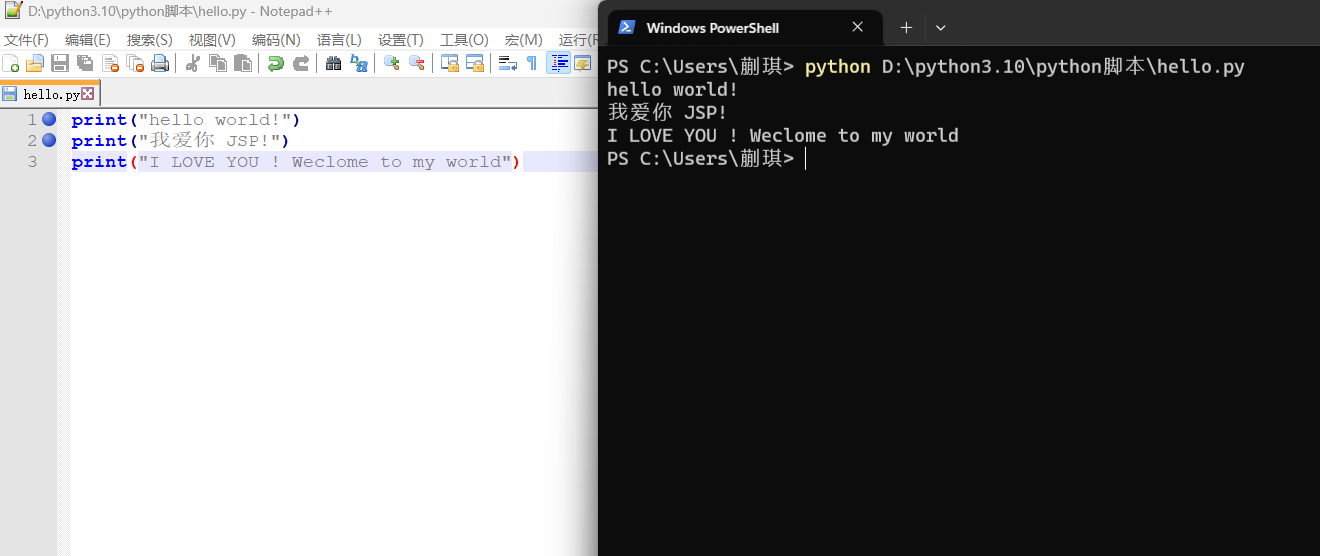 D:\python3.10\python脚本\hello.py - Notepad++
文件(F) 编辑(E) 搜索(S) 视图(V) 编码(N) 语言(L) 设置(T) 工具(O) 宏(M) 运行(R
hello.py
1 print("hello world!")
2 print("我爱你 JSP!")
3 print("I LOVE YOU ! Weclome to my world")
Windows PowerShell
PS C:\Users\蒯琪> python D:\python3.10\python脚本\hello.py
hello world!
我爱你 JSP!
I LOVE YOU ! Weclome to my world
PS C:\Users\蒯琪>